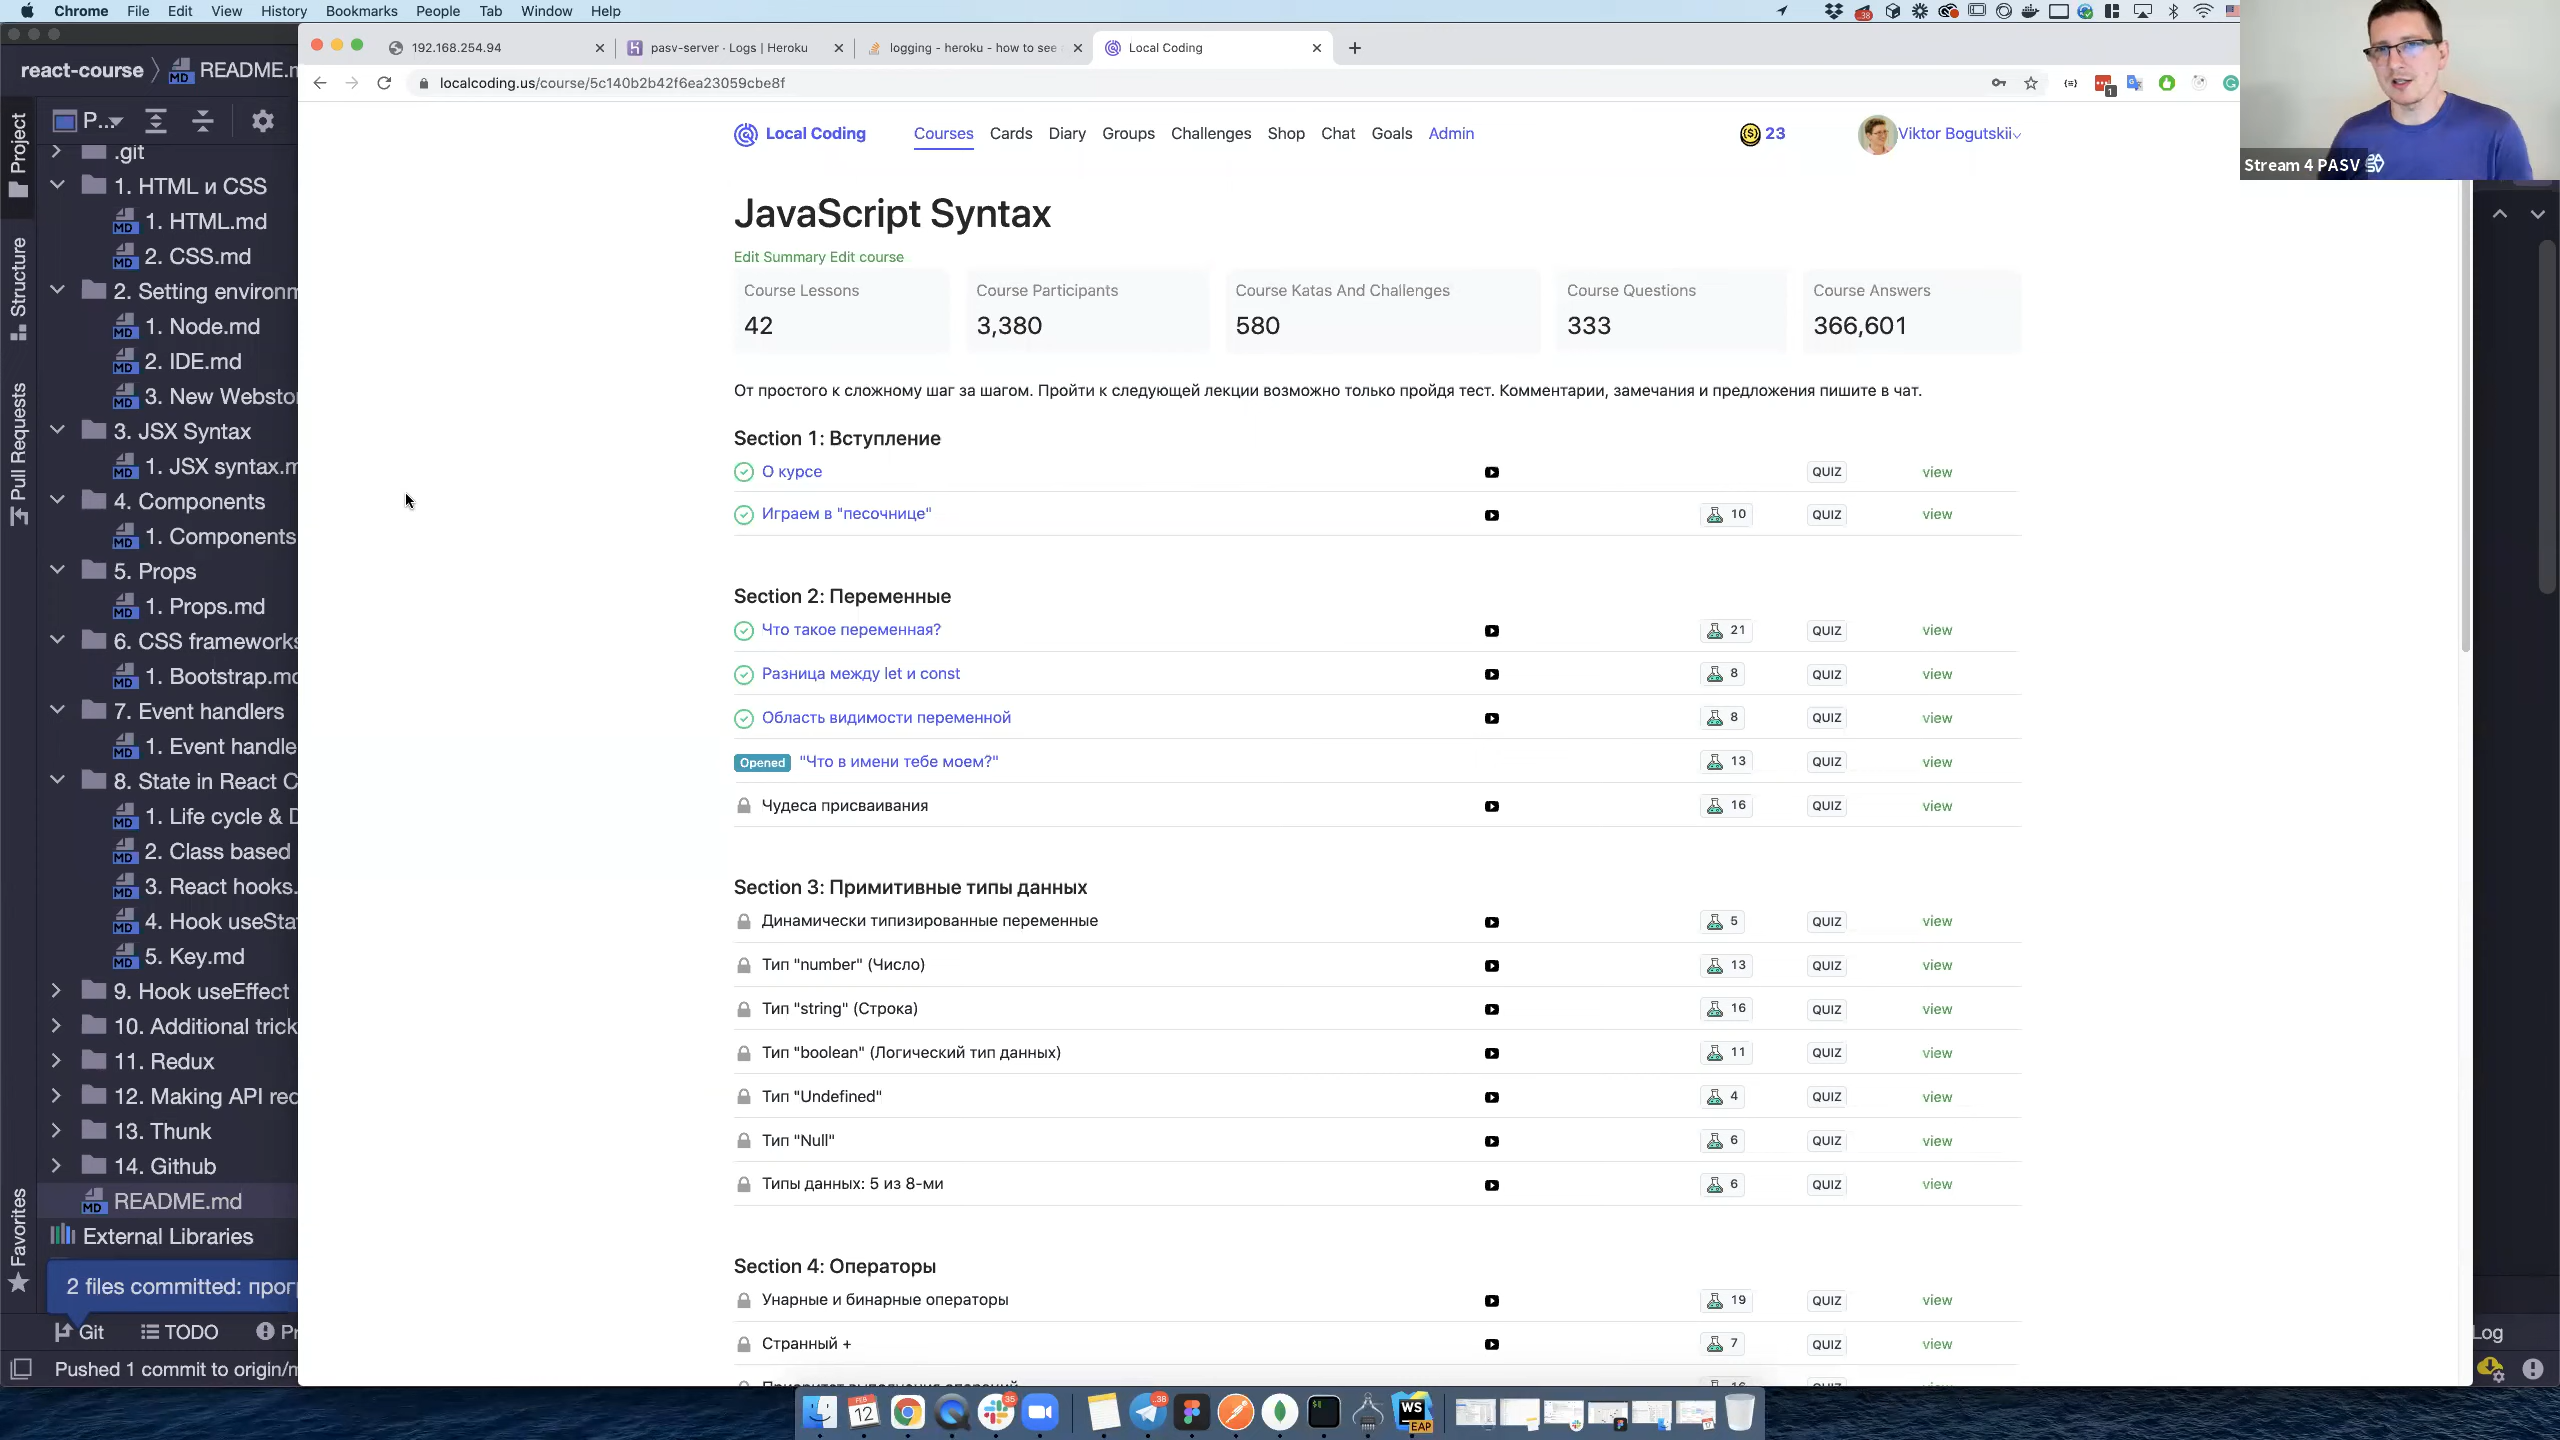 Chrome File Edit View History Bookmarks People Tab Window Help
192.168.254.94
pasv-server · Logs | Heroku
logging - heroku - how to see
Local Coding
localcoding.us/course/5c140b2b42f6ea23059cbe8f
Stream 4 PASV
react-course
README.m
P...
Project
Structure
Pull Requests
Favorites
.git
1. HTML и CSS
1. HTML.md
2. CSS.md
2. Setting environm
1. Node.md
2. IDE.md
3. New Webstor
3. JSX Syntax
1. JSX syntax.m
4. Components
1. Components
5. Props
1. Props.md
6. CSS frameworks
1. Bootstrap.md
7. Event handlers
1. Event handle
8. State in React C
1. Life cycle & D
2. Class based
3. React hooks.
4. Hook useStat
5. Key.md
9. Hook useEffect
10. Additional trick
11. Redux
12. Making API req
13. Thunk
14. Github
README.md
External Libraries
2 files committed: прог
Git TODO Pr
Pushed 1 commit to origin/m
Log
Local Coding Courses Cards Diary Groups Challenges Shop Chat Goals Admin 23 Viktor Bogutskii
JavaScript Syntax
Edit Summary Edit course
Course Lessons Course Participants Course Katas And Challenges Course Questions Course Answers
42 3,380 580 333 366,601
От простого к сложному шаг за шагом. Пройти к следующей лекции возможно только пройдя тест. Комментарии, замечания и предложения пишите в чат.
Section 1: Вступление
О курсе QUIZ view
Играем в "песочнице" 10 QUIZ view
Section 2: Переменные
Что такое переменная? 21 QUIZ view
Разница между let и const 8 QUIZ view
Область видимости переменной 8 QUIZ view
Opened "Что в имени тебе моем?" 13 QUIZ view
Чудеса присваивания 16 QUIZ view
Section 3: Примитивные типы данных
Динамически типизированные переменные 5 QUIZ view
Тип "number" (Число) 13 QUIZ view
Тип "string" (Строка) 16 QUIZ view
Тип "boolean" (Логический тип данных) 11 QUIZ view
Тип "Undefined" 4 QUIZ view
Тип "Null" 6 QUIZ view
Типы данных: 5 из 8-ми 6 QUIZ view
Section 4: Операторы
Унарные и бинарные операторы 19 QUIZ view
Странный + 7 QUIZ view
FEB
12
35
38
WS
EAP